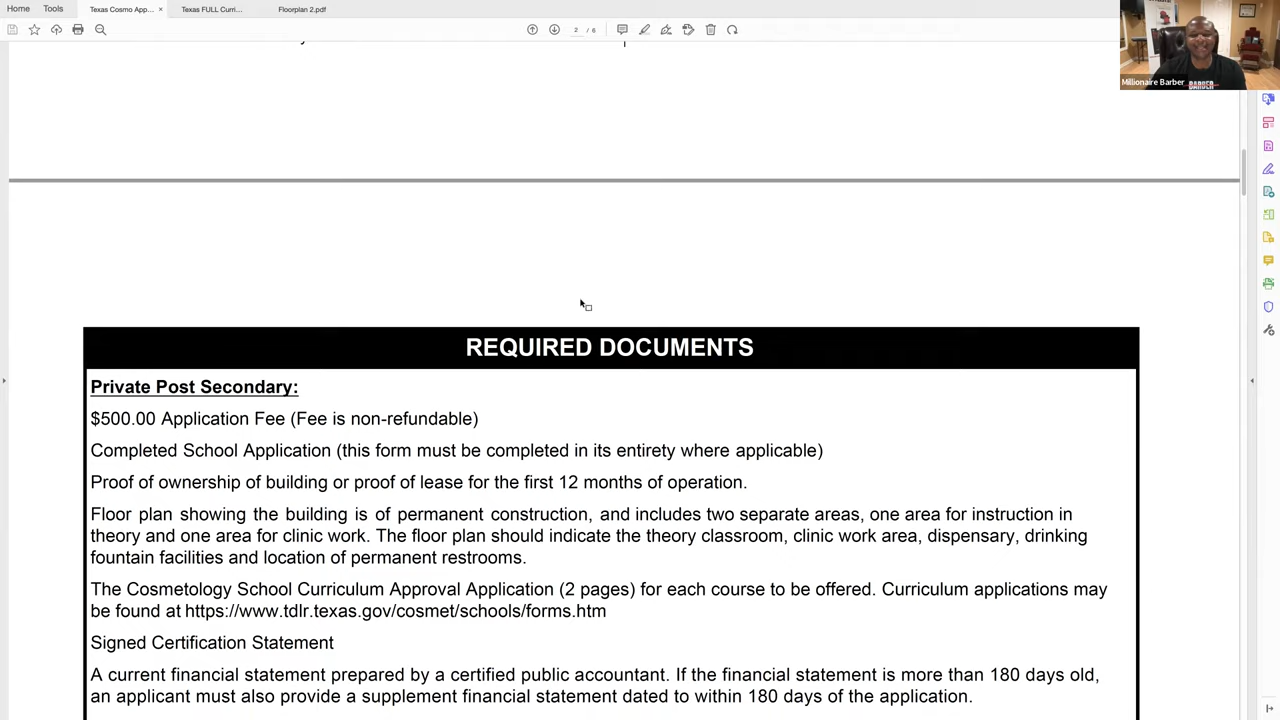 Home Tools Texas Cosmo App... × Texas FULL Curri... Floorplan 2.pdf
2 / 6
Millionaire Barber
BARBER
REQUIRED DOCUMENTS
Private Post Secondary:
$500.00 Application Fee (Fee is non-refundable)
Completed School Application (this form must be completed in its entirety where applicable)
Proof of ownership of building or proof of lease for the first 12 months of operation.
Floor plan showing the building is of permanent construction, and includes two separate areas, one area for instruction in
theory and one area for clinic work. The floor plan should indicate the theory classroom, clinic work area, dispensary, drinking
fountain facilities and location of permanent restrooms.
The Cosmetology School Curriculum Approval Application (2 pages) for each course to be offered. Curriculum applications may
be found at https://www.tdlr.texas.gov/cosmet/schools/forms.htm
Signed Certification Statement
A current financial statement prepared by a certified public accountant. If the financial statement is more than 180 days old,
an applicant must also provide a supplement financial statement dated to within 180 days of the application.